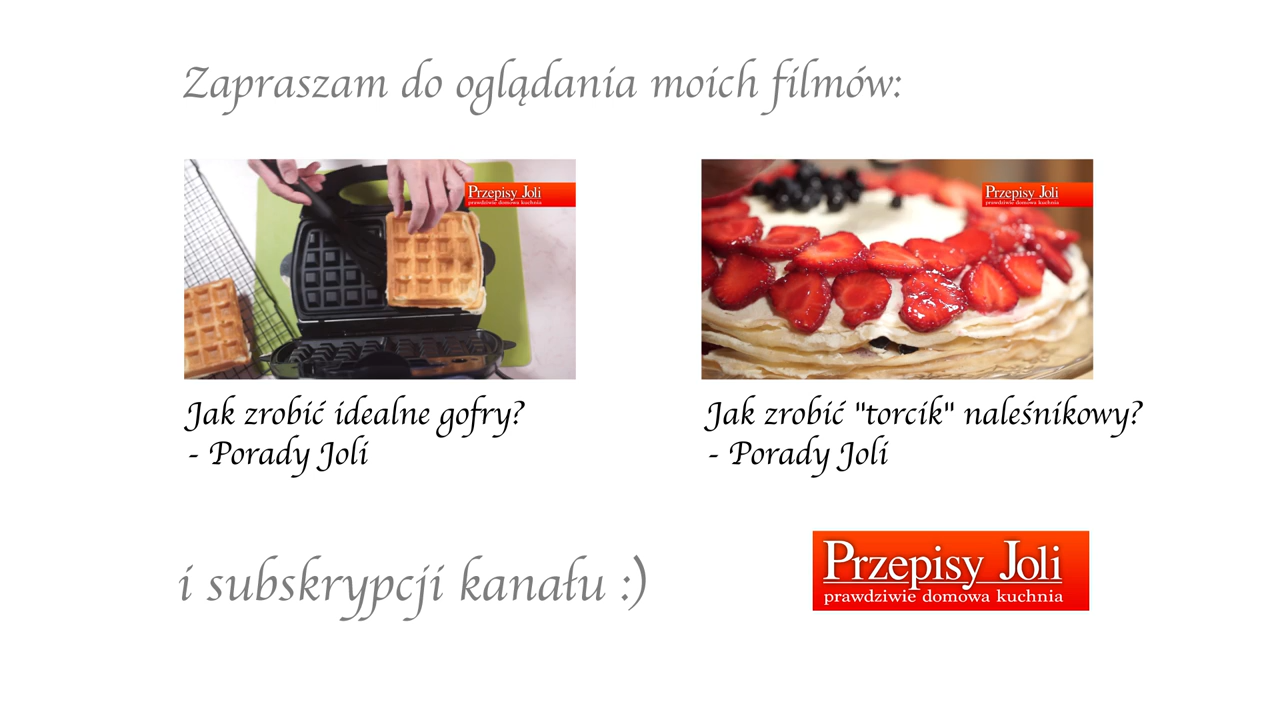 Zapraszam do oglądania moich filmów:
Przepisy Joli
prawdziwie domowa kuchnia
Przepisy Joli
prawdziwie domowa kuchnia
Jak zrobić idealne gofry?
- Porady Joli
Jak zrobić "torcik" naleśnikowy?
- Porady Joli
i subskrypcji kanału :)
Przepisy Joli
prawdziwie domowa kuchnia